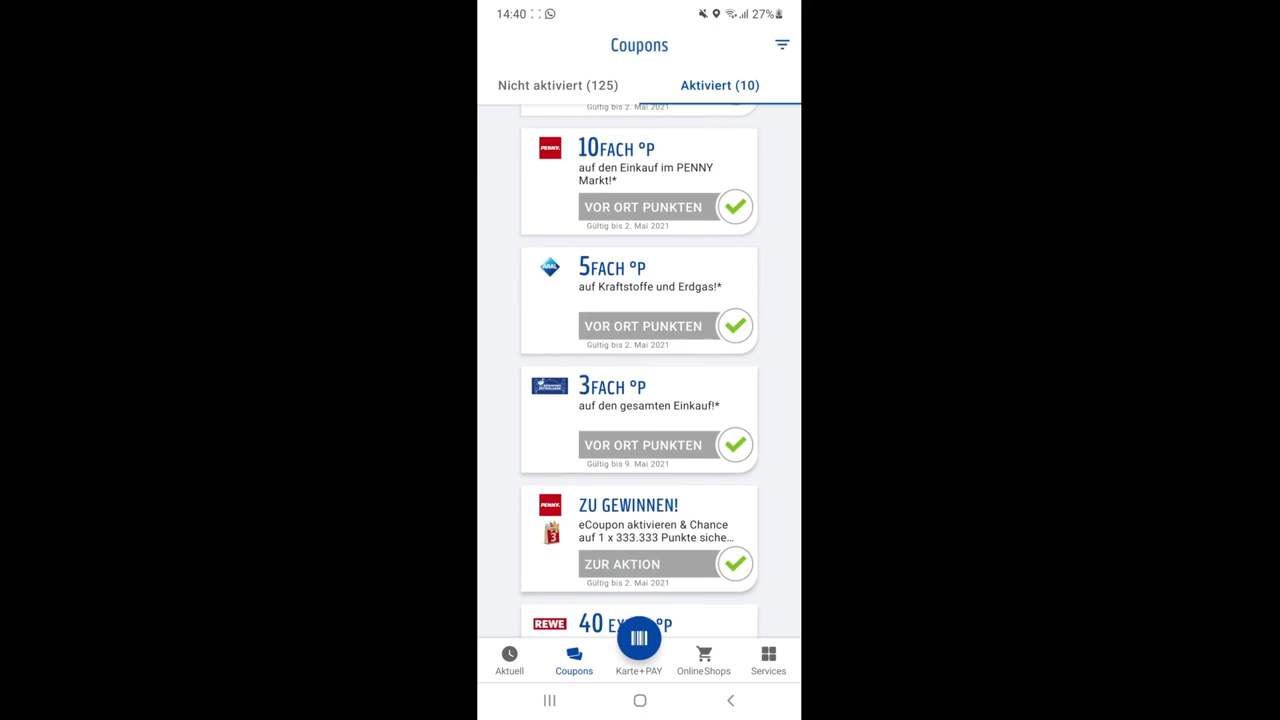 14:40
27%
Coupons
Nicht aktiviert (125)
Aktiviert (10)
Gültig bis 2. Mai 2021
PENNY.
10FACH °P
auf den Einkauf im PENNY
Markt!*
VOR ORT PUNKTEN
Gültig bis 2. Mai 2021
ARAL
5FACH °P
auf Kraftstoffe und Erdgas!*
VOR ORT PUNKTEN
Gültig bis 2. Mai 2021
3FACH °P
auf den gesamten Einkauf!*
VOR ORT PUNKTEN
Gültig bis 9. Mai 2021
PENNY.
3
ZU GEWINNEN!
eCoupon aktivieren & Chance
auf 1 x 333.333 Punkte siche…
ZUR AKTION
Gültig bis 2. Mai 2021
REWE
40 °P
Aktuell
Coupons
Karte+PAY
OnlineShops
Services